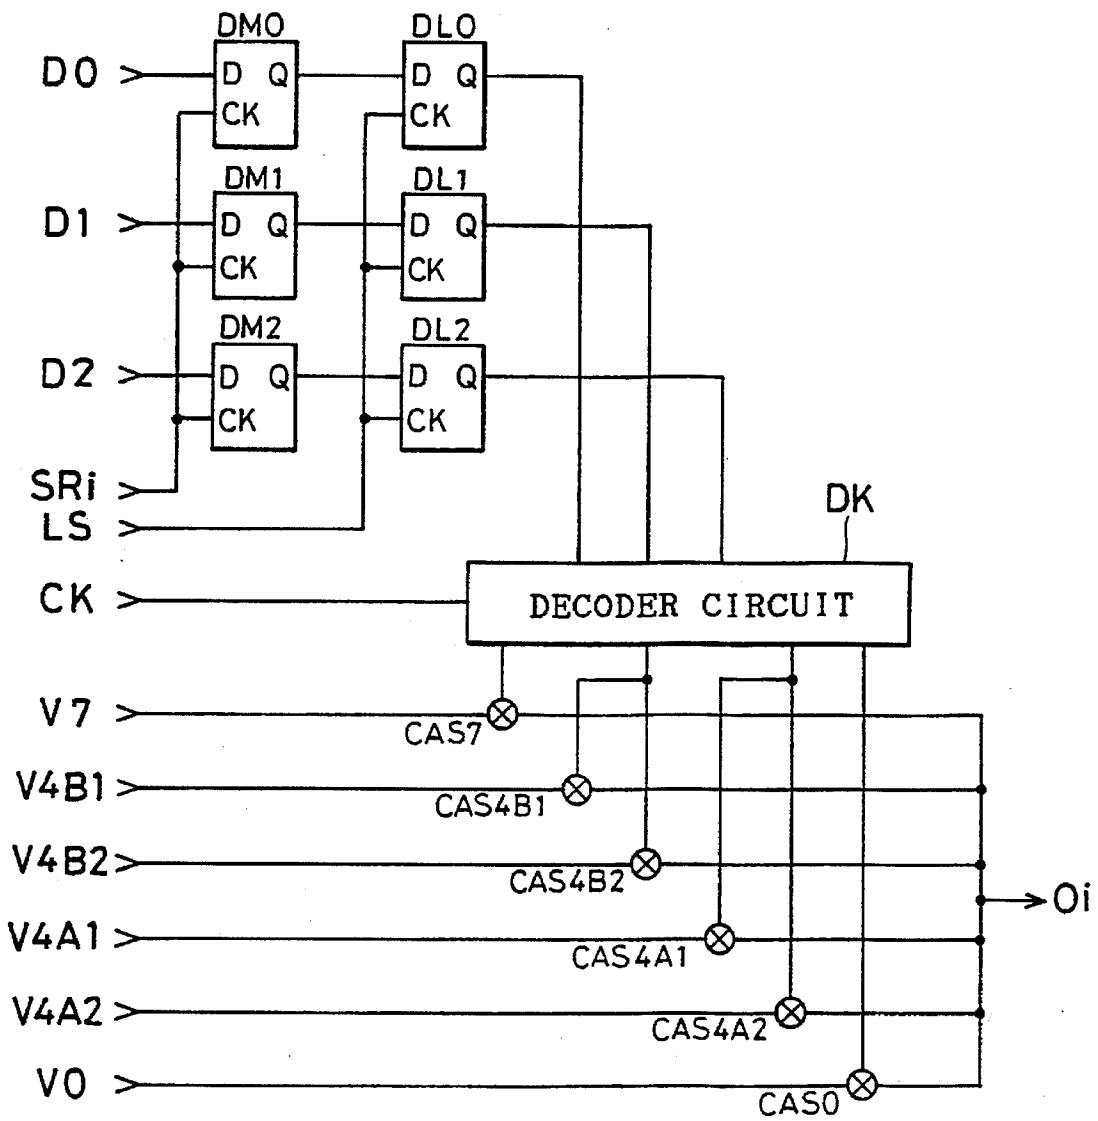 DM0 DL0
D0 D Q D Q
CK CK
DM1 DL1
D1 D Q D Q
CK CK
DM2 DL2
D2 D Q D Q
CK CK
SRi
LS
DK
CK DECODER CIRCUIT
V7
CAS7
V4B1
CAS4B1
V4B2
CAS4B2
Oi
V4A1
CAS4A1
V4A2
CAS4A2
V0
CAS0